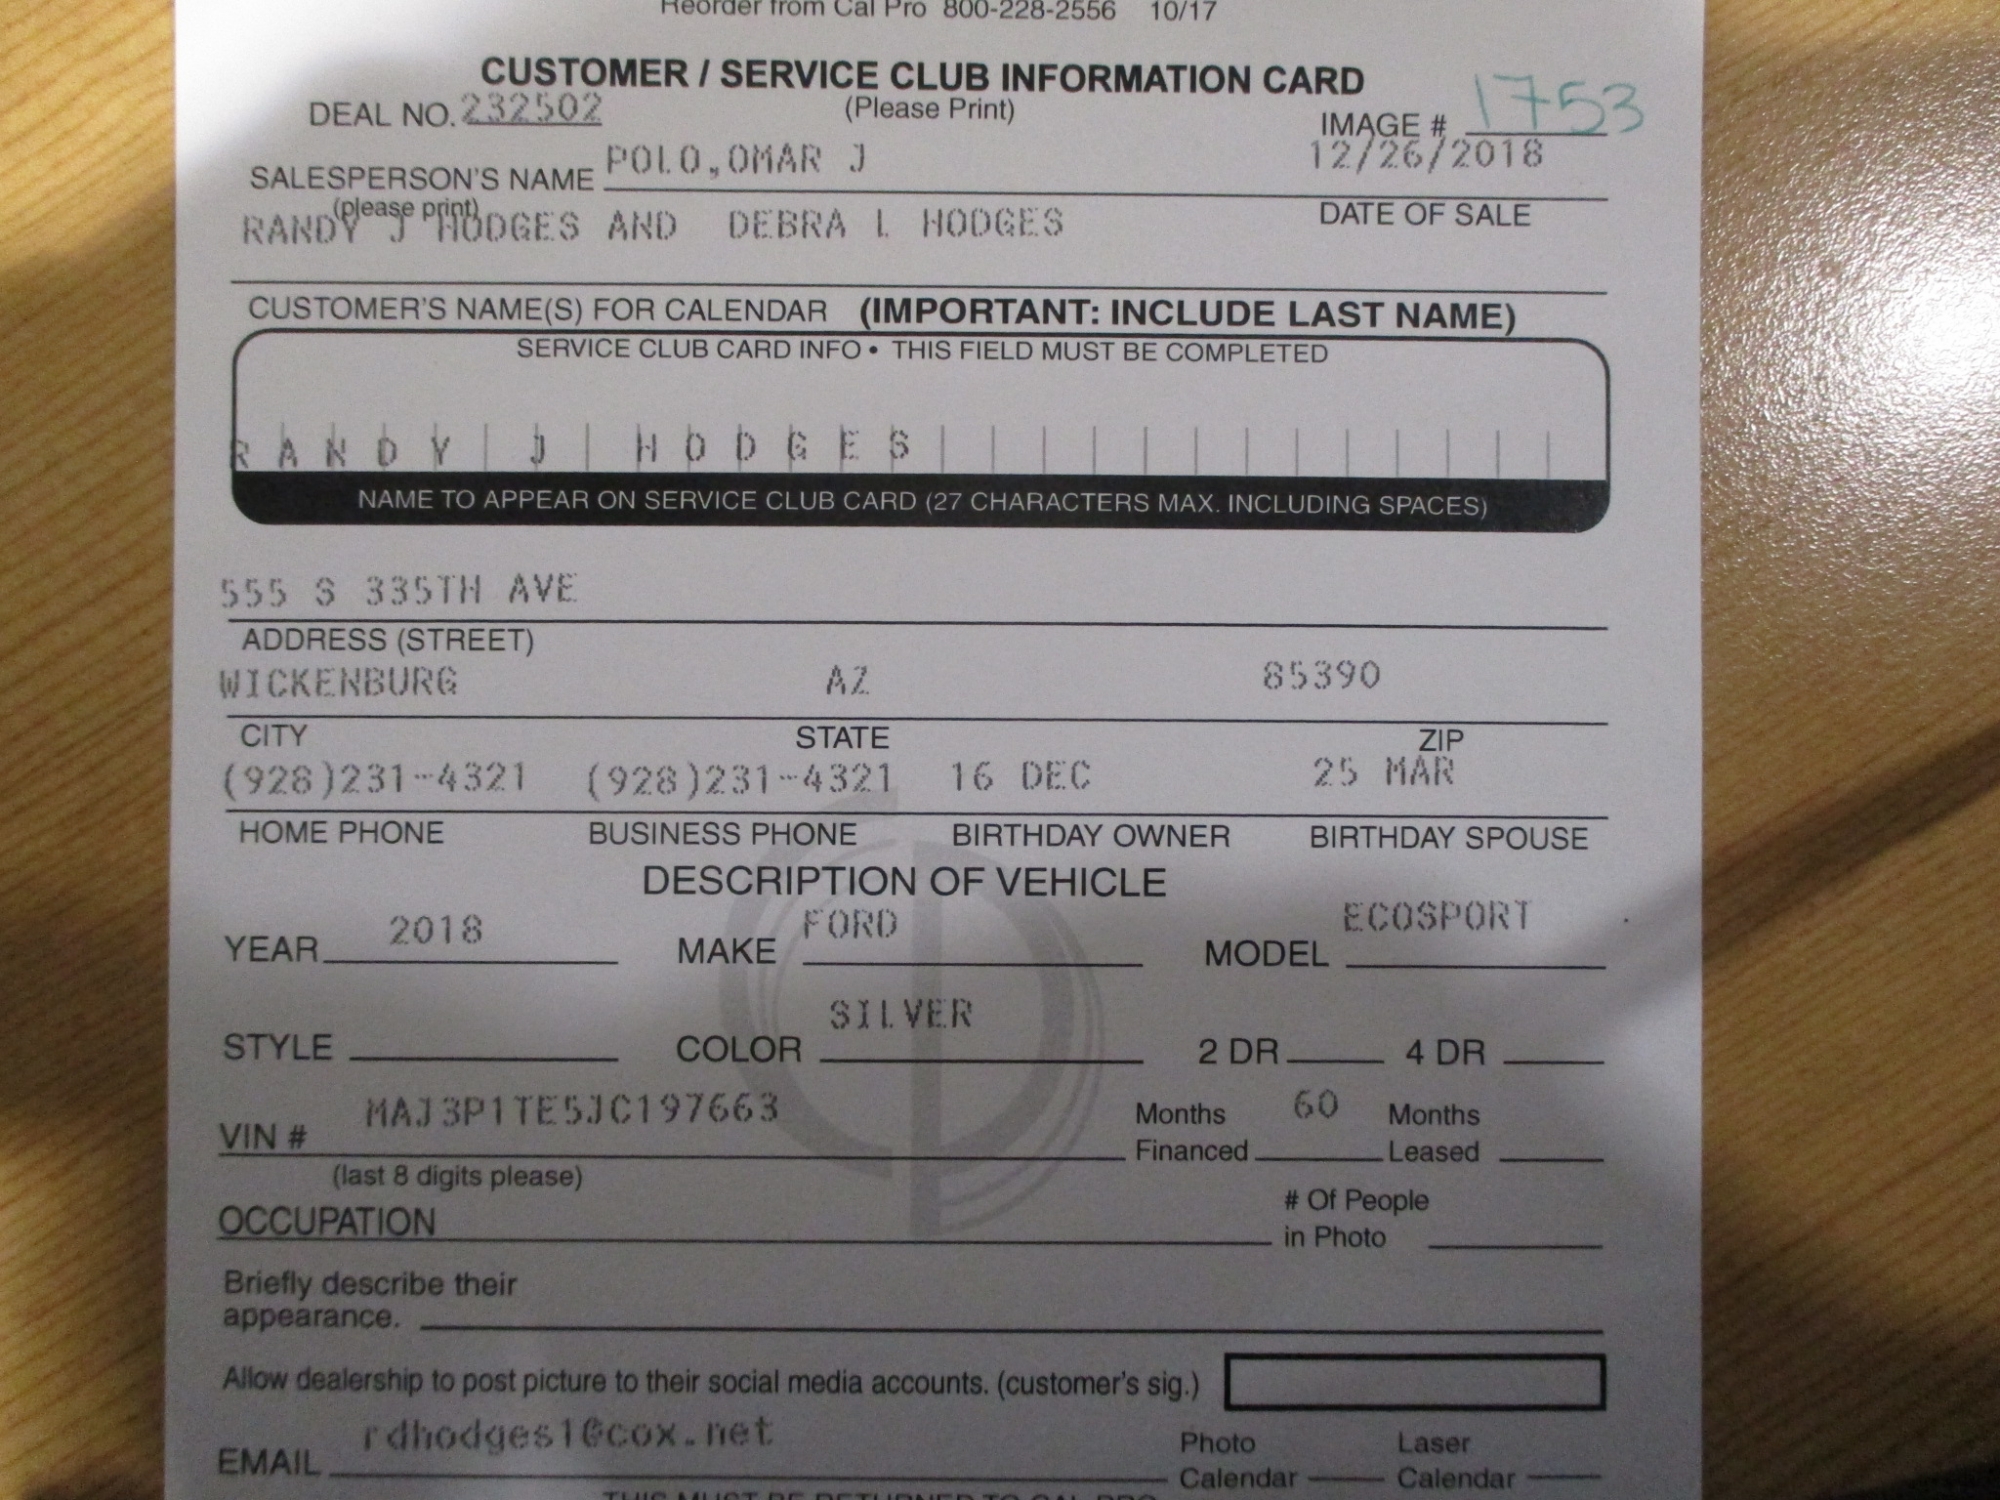 Reorder from Cal Pro 800-228-2556 10/17
CUSTOMER / SERVICE CLUB INFORMATION CARD
DEAL NO. 232502 (Please Print) IMAGE # 1753
SALESPERSON'S NAME POLO,OMAR J 12/26/2018
(please print) DATE OF SALE
RANDY J HODGES AND DEBRA L HODGES
CUSTOMER'S NAME(S) FOR CALENDAR (IMPORTANT: INCLUDE LAST NAME)
SERVICE CLUB CARD INFO • THIS FIELD MUST BE COMPLETED
RANDY J HODGES
NAME TO APPEAR ON SERVICE CLUB CARD (27 CHARACTERS MAX. INCLUDING SPACES)
555 S 335TH AVE
ADDRESS (STREET)
WICKENBURG AZ 85390
CITY STATE ZIP
(928)231-4321 (928)231-4321 16 DEC 25 MAR
HOME PHONE BUSINESS PHONE BIRTHDAY OWNER BIRTHDAY SPOUSE
DESCRIPTION OF VEHICLE
YEAR 2018 MAKE FORD MODEL ECOSPORT
STYLE COLOR SILVER 2 DR 4 DR
VIN # MAJ3P1TE5JC197663 Months Financed 60 Months Leased
(last 8 digits please)
OCCUPATION # Of People in Photo
Briefly describe their
appearance.
Allow dealership to post picture to their social media accounts. (customer's sig.)
EMAIL rdhodges1@cox.net Photo Calendar Laser Calendar
THIS MUST BE RETURNED TO CAL PRO